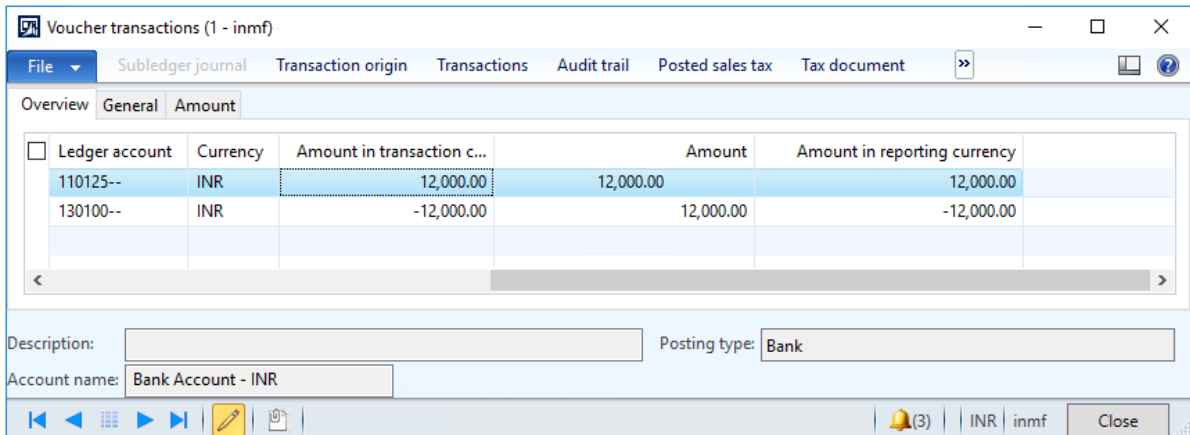 Voucher transactions (1 - inmf)
File Subledger journal Transaction origin Transactions Audit trail Posted sales tax Tax document »
Overview General Amount
Ledger account Currency Amount in transaction c... Amount Amount in reporting currency
110125-- INR 12,000.00 12,000.00 12,000.00
130100-- INR -12,000.00 12,000.00 -12,000.00
Description: Posting type: Bank
Account name: Bank Account - INR
(3) INR inmf Close